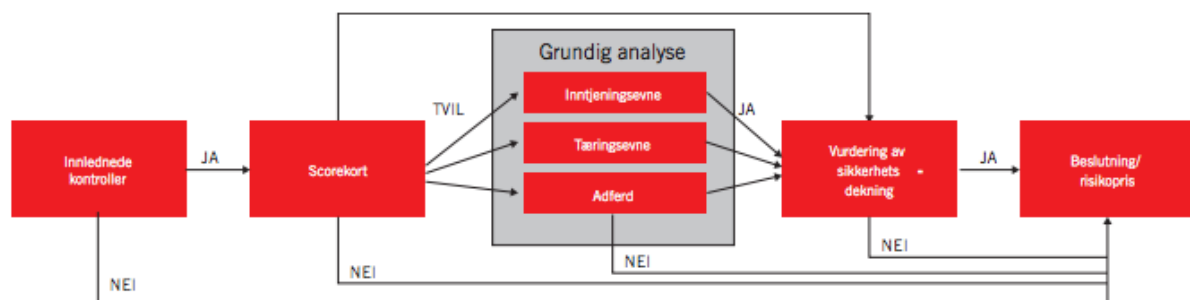 Grundig analyse
Inntjeningsevne
TVIL
JA
Innlednede
kontroller
JA
Scorekort
Tæringsevne
Vurdering av
sikkerhets -
dekning
JA
Beslutning/
risikopris
Adferd
NEI
NEI
NEI
NEI